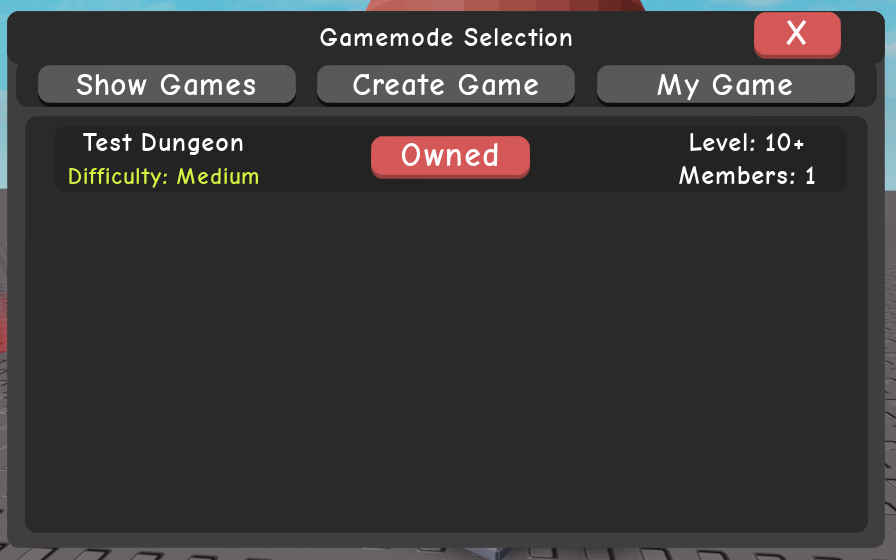 Gamemode Selection
X
Show Games
Create Game
My Game
Test Dungeon
Difficulty: Medium
Owned
Level: 10+
Members: 1